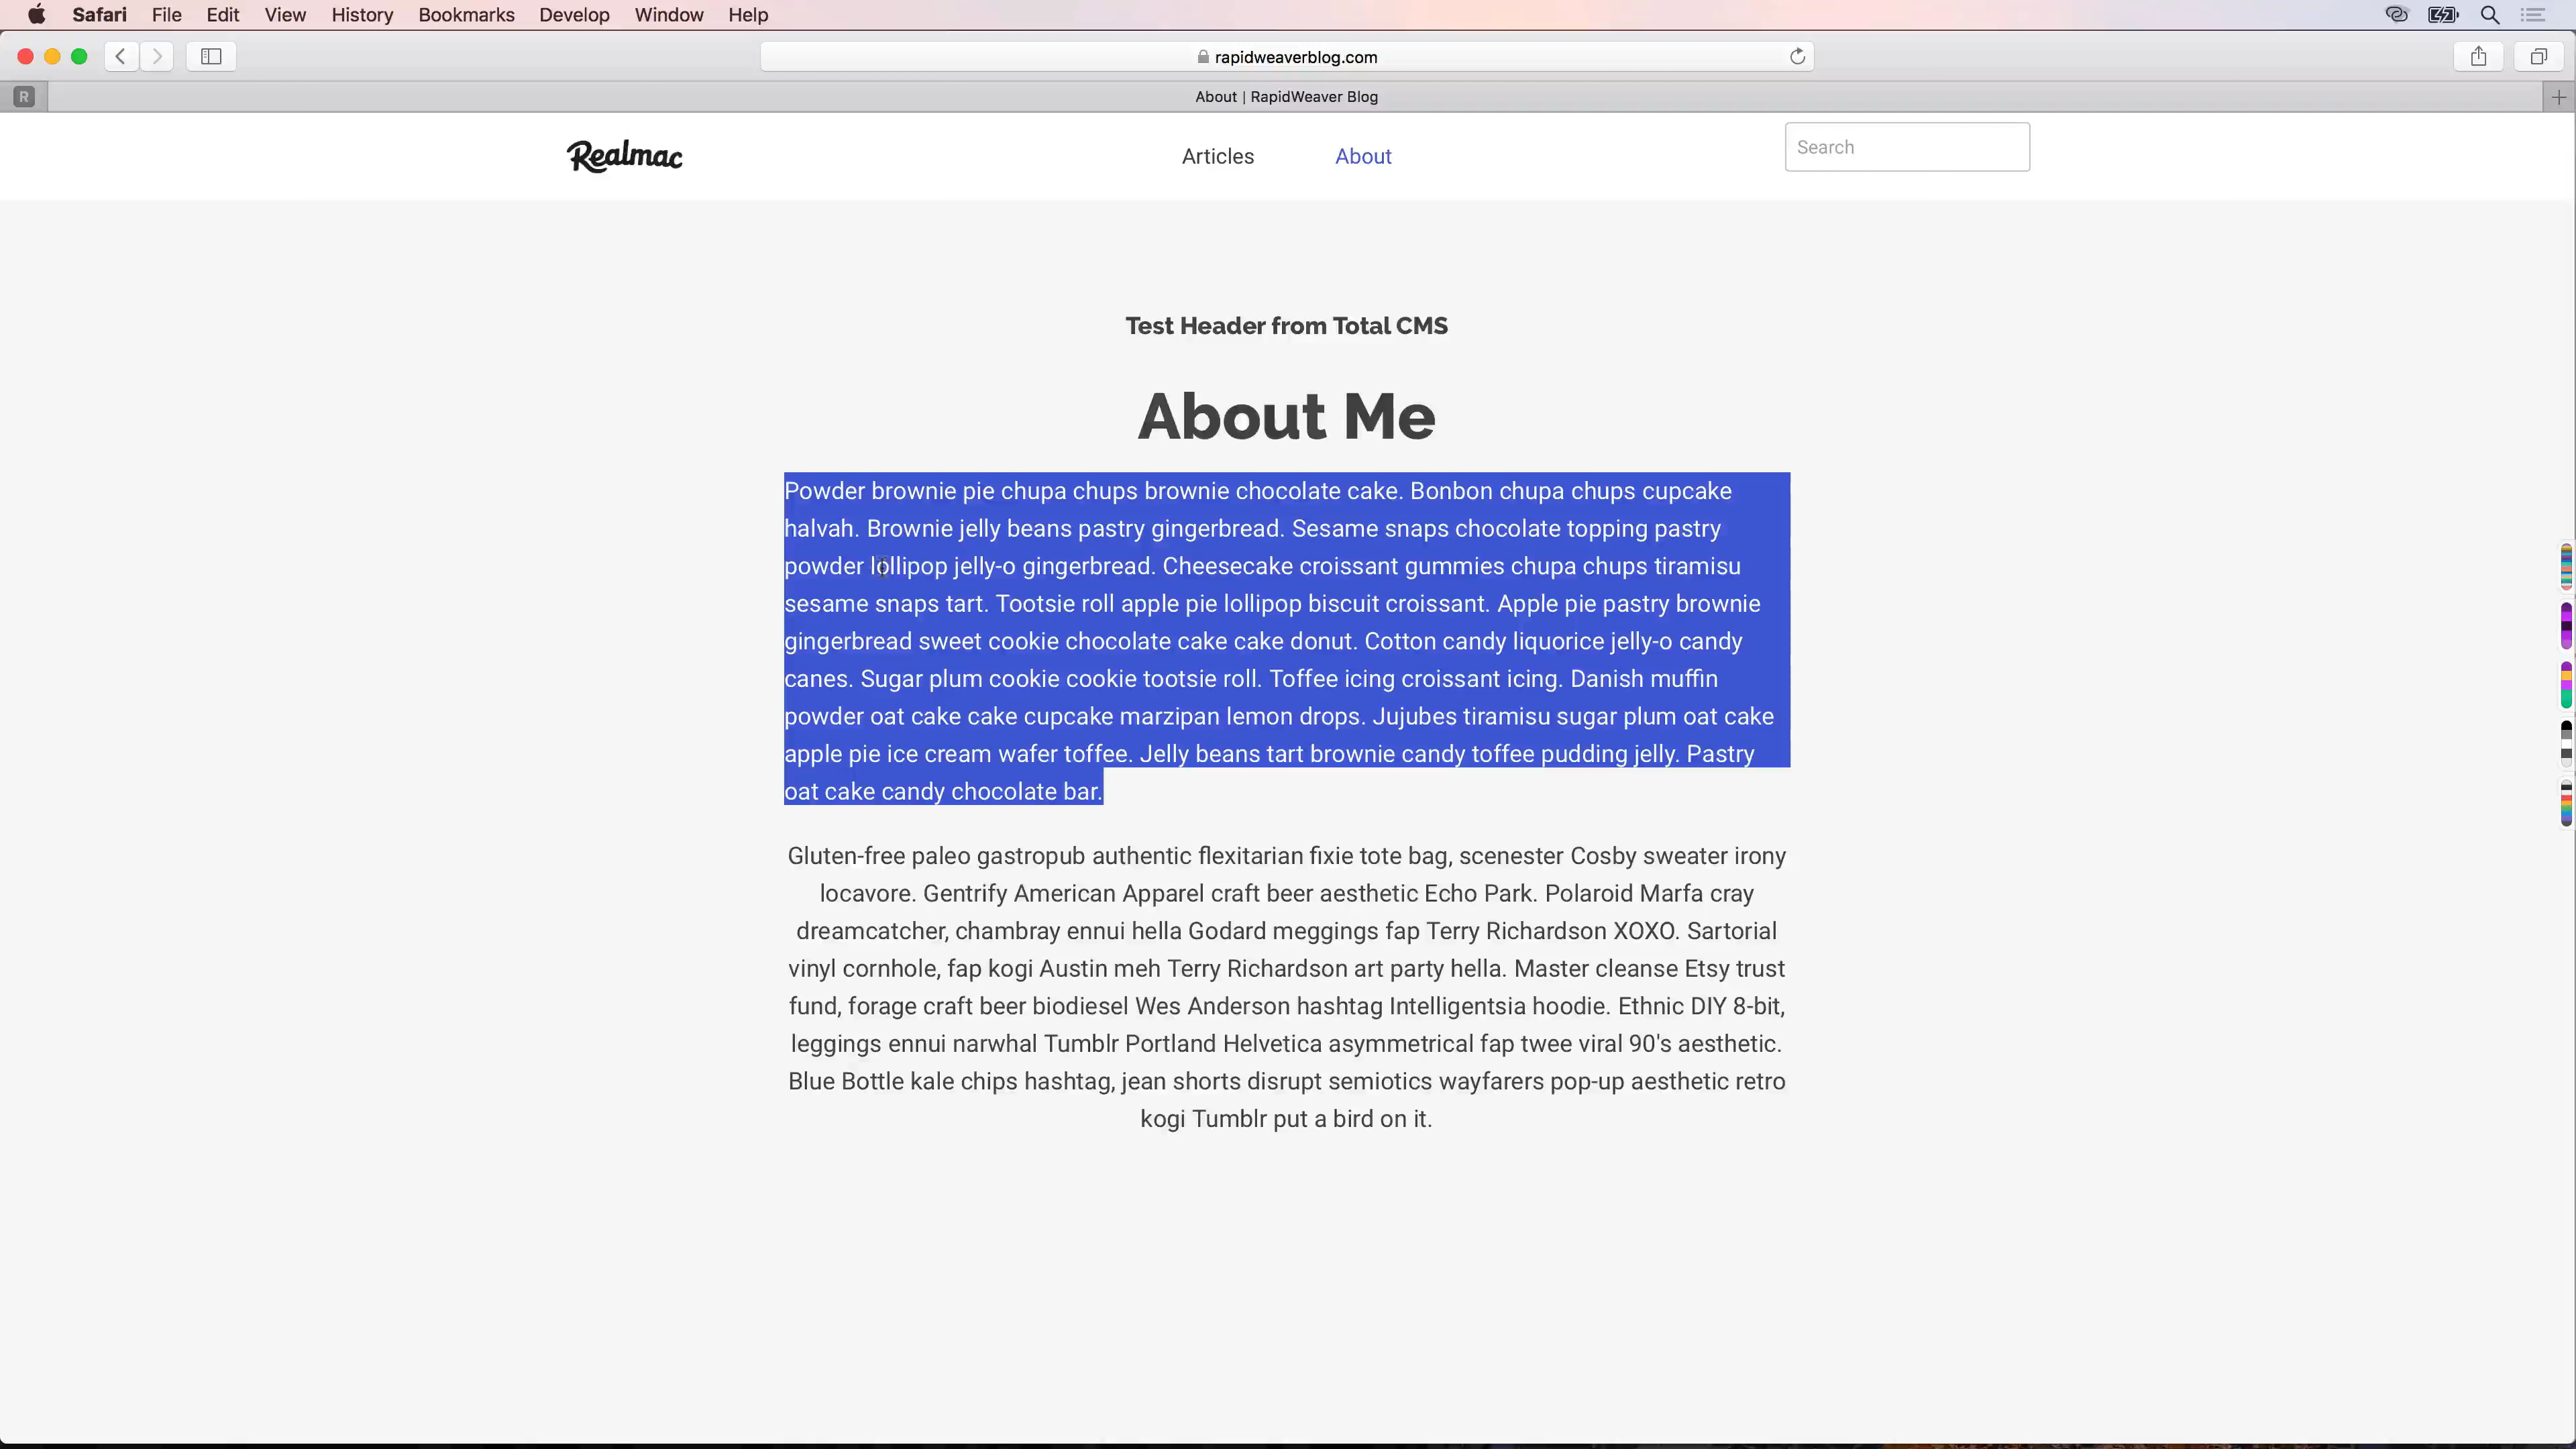 Safari File Edit View History Bookmarks Develop Window Help
rapidweaverblog.com
R
About | RapidWeaver Blog
Realmac
Articles About
Search
Test Header from Total CMS
About Me
Powder brownie pie chupa chups brownie chocolate cake. Bonbon chupa chups cupcake
halvah. Brownie jelly beans pastry gingerbread. Sesame snaps chocolate topping pastry
powder lollipop jelly-o gingerbread. Cheesecake croissant gummies chupa chups tiramisu
sesame snaps tart. Tootsie roll apple pie lollipop biscuit croissant. Apple pie pastry brownie
gingerbread sweet cookie chocolate cake cake donut. Cotton candy liquorice jelly-o candy
canes. Sugar plum cookie cookie tootsie roll. Toffee icing croissant icing. Danish muffin
powder oat cake cake cupcake marzipan lemon drops. Jujubes tiramisu sugar plum oat cake
apple pie ice cream wafer toffee. Jelly beans tart brownie candy toffee pudding jelly. Pastry
oat cake candy chocolate bar.
Gluten-free paleo gastropub authentic flexitarian fixie tote bag, scenester Cosby sweater irony
locavore. Gentrify American Apparel craft beer aesthetic Echo Park. Polaroid Marfa cray
dreamcatcher, chambray ennui hella Godard meggings fap Terry Richardson XOXO. Sartorial
vinyl cornhole, fap kogi Austin meh Terry Richardson art party hella. Master cleanse Etsy trust
fund, forage craft beer biodiesel Wes Anderson hashtag Intelligentsia hoodie. Ethnic DIY 8-bit,
leggings ennui narwhal Tumblr Portland Helvetica asymmetrical fap twee viral 90's aesthetic.
Blue Bottle kale chips hashtag, jean shorts disrupt semiotics wayfarers pop-up aesthetic retro
kogi Tumblr put a bird on it.